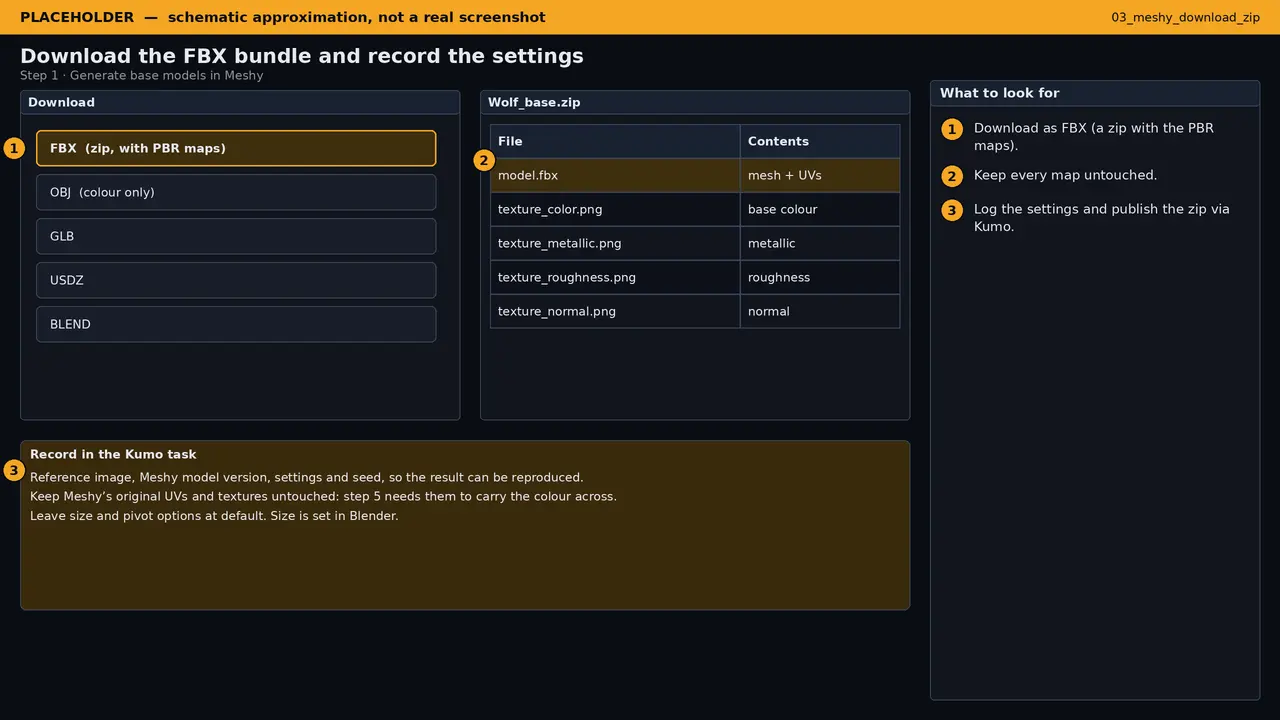 PLACEHOLDER — schematic approximation, not a real screenshot
03_meshy_download_zip
Download the FBX bundle and record the settings
Step 1 · Generate base models in Meshy
Download
1
FBX (zip, with PBR maps)
OBJ (colour only)
GLB
USDZ
BLEND
Wolf_base.zip
2
File Contents
model.fbx mesh + UVs
texture_color.png base colour
texture_metallic.png metallic
texture_roughness.png roughness
texture_normal.png normal
3
Record in the Kumo task
Reference image, Meshy model version, settings and seed, so the result can be reproduced.
Keep Meshy’s original UVs and textures untouched: step 5 needs them to carry the colour across.
Leave size and pivot options at default. Size is set in Blender.
What to look for
1 Download as FBX (a zip with the PBR
maps).
2 Keep every map untouched.
3 Log the settings and publish the zip via
Kumo.